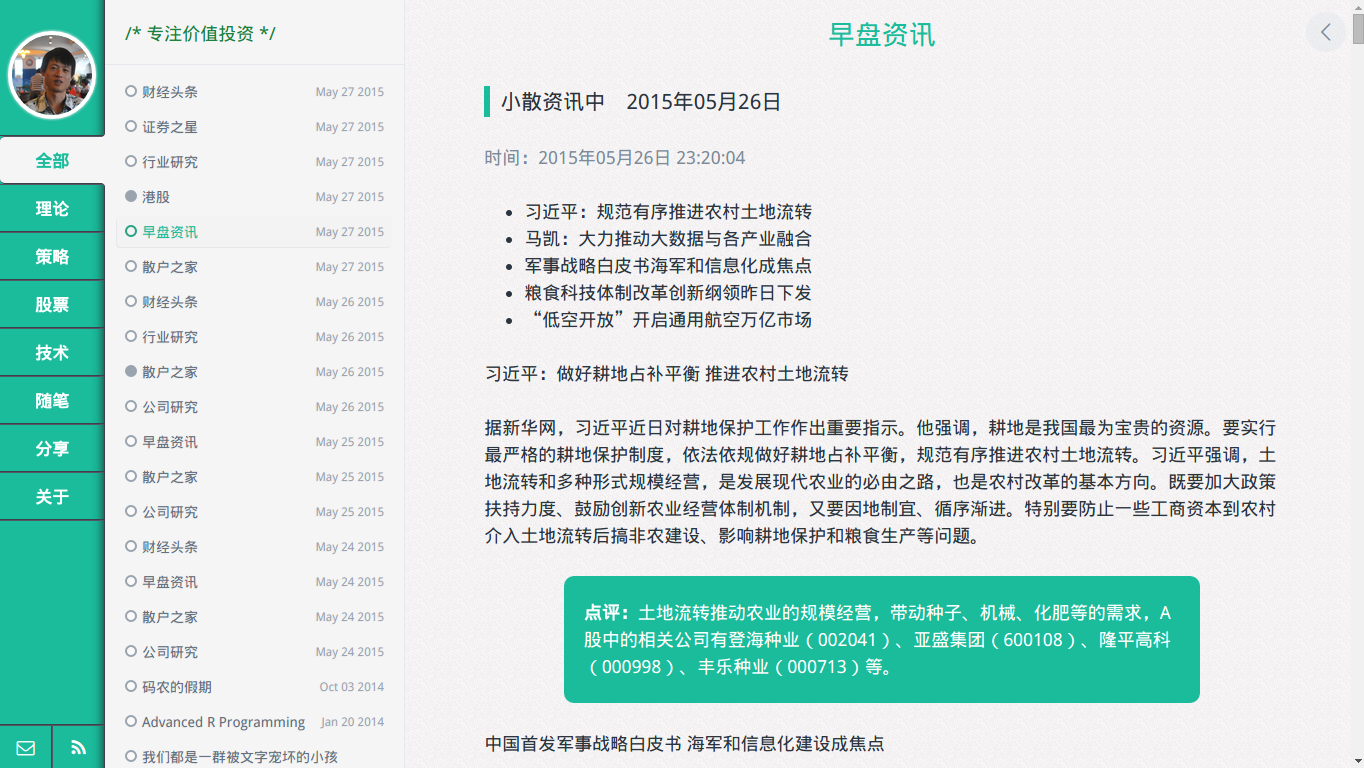 全部
理论
策略
股票
技术
随笔
分享
关于
/* 专注价值投资 */
财经头条 May 27 2015
证券之星 May 27 2015
行业研究 May 27 2015
港股 May 27 2015
早盘资讯 May 27 2015
散户之家 May 27 2015
财经头条 May 26 2015
行业研究 May 26 2015
散户之家 May 26 2015
公司研究 May 26 2015
早盘资讯 May 25 2015
散户之家 May 25 2015
公司研究 May 25 2015
财经头条 May 24 2015
早盘资讯 May 24 2015
散户之家 May 24 2015
公司研究 May 24 2015
码农的假期 Oct 03 2014
Advanced R Programming Jan 20 2014
我们都是一群被文字宠坏的小孩
早盘资讯
小散资讯中 2015年05月26日
时间：2015年05月26日 23:20:04
• 习近平：规范有序推进农村土地流转
• 马凯：大力推动大数据与各产业融合
• 军事战略白皮书海军和信息化成焦点
• 粮食科技体制改革创新纲领昨日下发
• “低空开放”开启通用航空万亿市场
习近平：做好耕地占补平衡 推进农村土地流转
据新华网，习近平近日对耕地保护工作作出重要指示。他强调，耕地是我国最为宝贵的资源。要实行
最严格的耕地保护制度，依法依规做好耕地占补平衡，规范有序推进农村土地流转。习近平强调，土
地流转和多种形式规模经营，是发展现代农业的必由之路，也是农村改革的基本方向。既要加大政策
扶持力度、鼓励创新农业经营体制机制，又要因地制宜、循序渐进。特别要防止一些工商资本到农村
介入土地流转后搞非农建设、影响耕地保护和粮食生产等问题。
点评：土地流转推动农业的规模经营，带动种子、机械、化肥等的需求，A
股中的相关公司有登海种业（002041）、亚盛集团（600108）、隆平高科
（000998）、丰乐种业（000713）等。
中国首发军事战略白皮书 海军和信息化建设成焦点